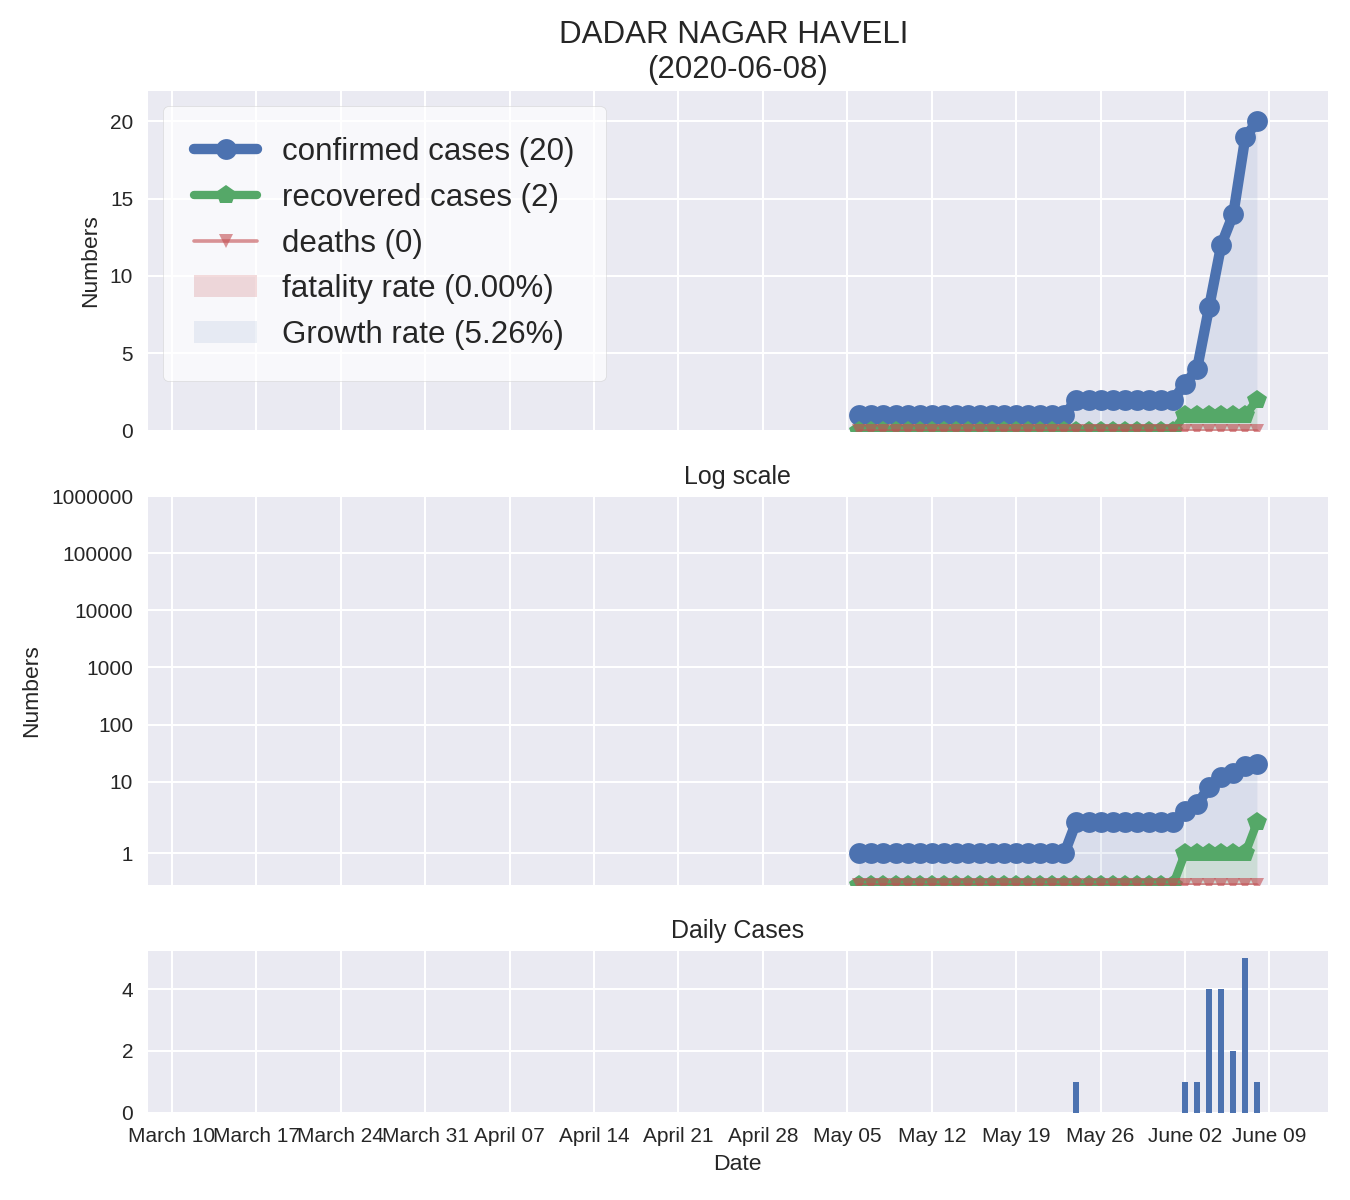 DADAR NAGAR HAVELI
(2020-06-08)
confirmed cases (20)
recovered cases (2)
deaths (0)
fatality rate (0.00%)
Growth rate (5.26%)
Numbers
20
15
10
5
0
Log scale
Numbers
1000000
100000
10000
1000
100
10
1
Daily Cases
4
2
0
March 10 March 17 March 24 March 31 April 07 April 14 April 21 April 28 May 05 May 12 May 19 May 26 June 02 June 09
Date